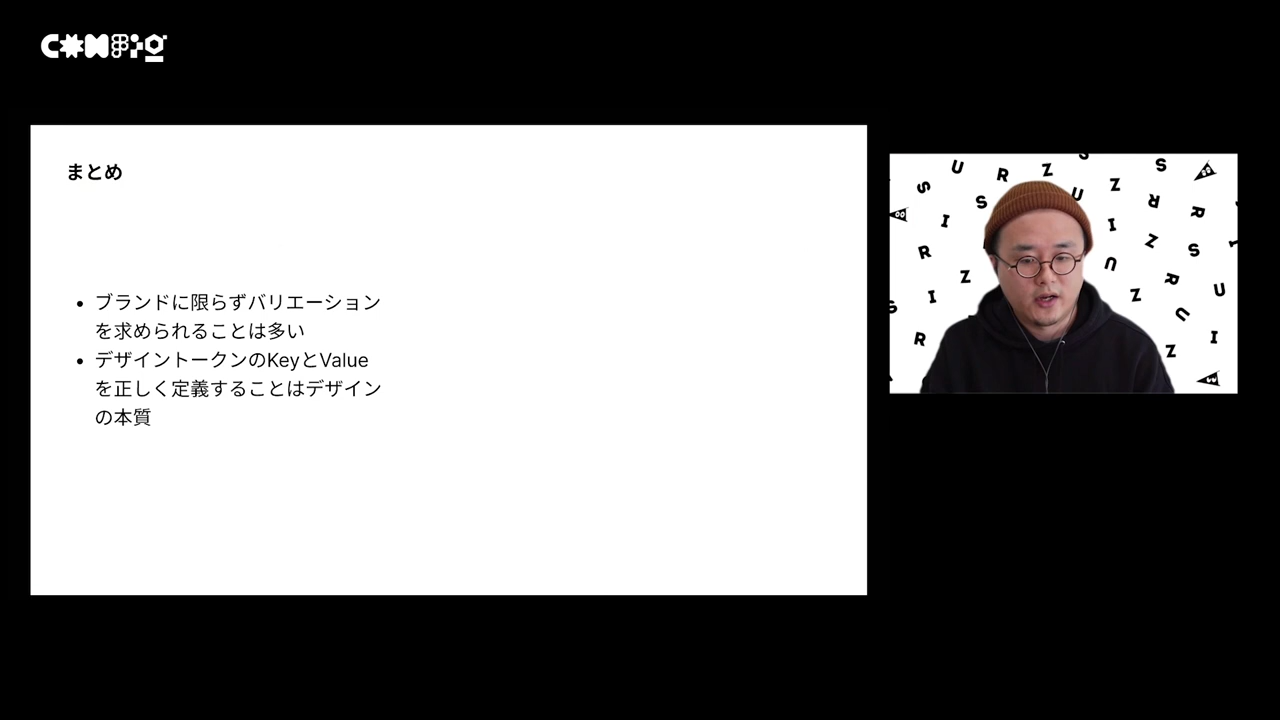 CONFig
まとめ
• ブランドに限らずバリエーション
を求められることは多い
• デザイントークンのKeyとValue
を正しく定義することはデザイン
の本質